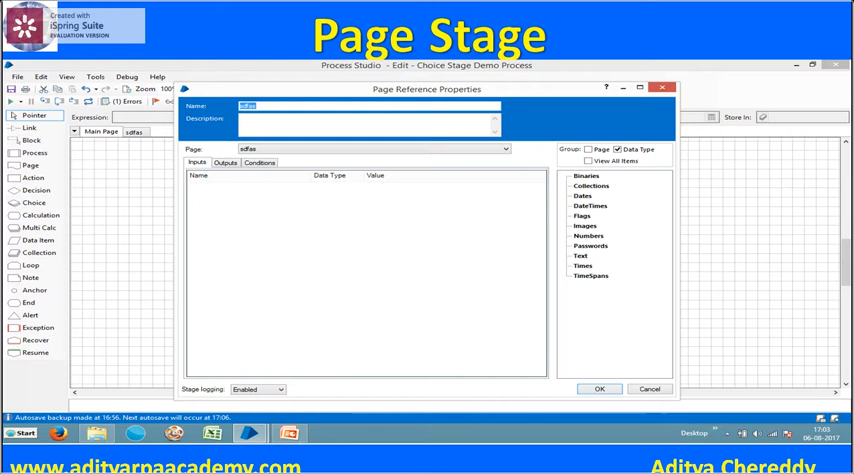 Created with
iSpring Suite
EVALUATION VERSION
Page Stage
Process Studio - Edit - Choice Stage Demo Process
File Edit View Tools Debug Help
Zoom 100%
(1) Errors
Page Reference Properties
Name: sdfas
Description:
Pointer
Link
Block
Process
Page
Action
Decision
Choice
Calculation
Multi Calc
Data Item
Collection
Loop
Note
Anchor
End
Alert
Exception
Recover
Resume
Expression:
Store In:
Main Page sdfas
Page: sdfas
Group: Page Data Type
View All Items
Inputs Outputs Conditions
Name Data Type Value
Binaries
Collections
Dates
DateTimes
Flags
Images
Numbers
Passwords
Text
Times
TimeSpans
Stage logging: Enabled
OK Cancel
Autosave backup made at 16:56. Next autosave will occur at 17:06.
Start
Desktop
17:03
06-08-2017
www.adityarpaacademy.com
Aditya Chereddy